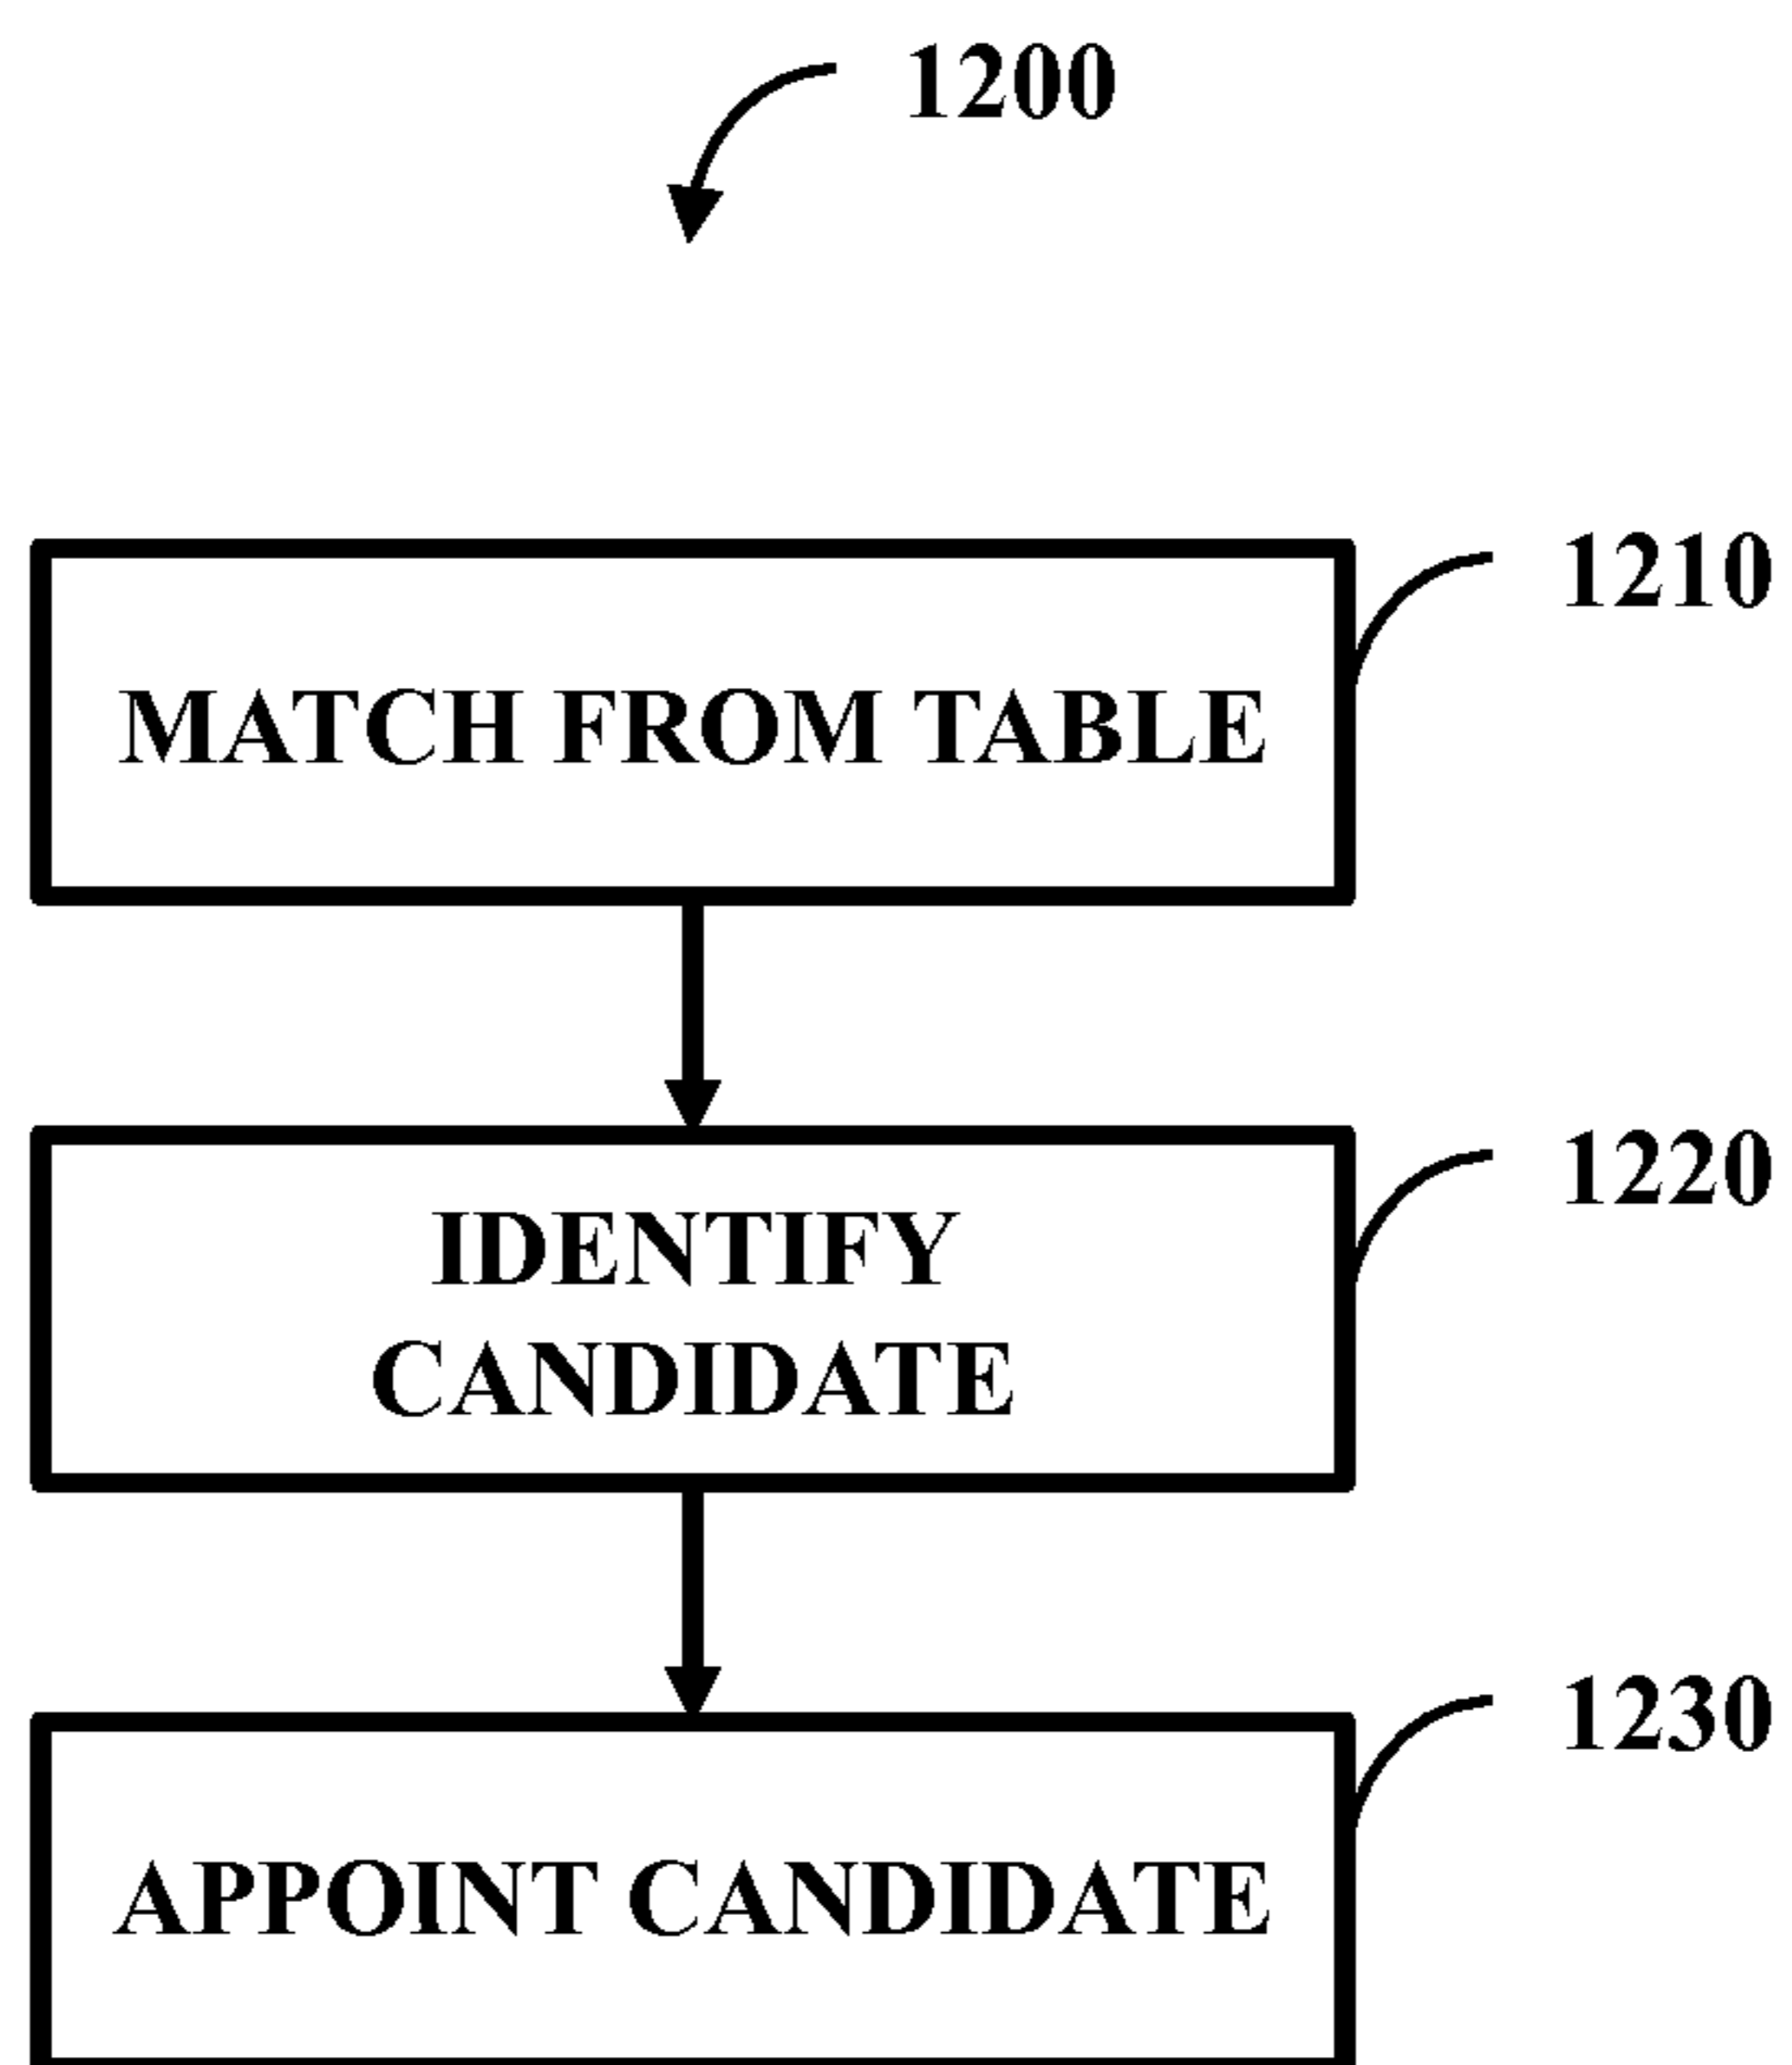 1200
1210
MATCH FROM TABLE
1220
IDENTIFY
CANDIDATE
1230
APPOINT CANDIDATE